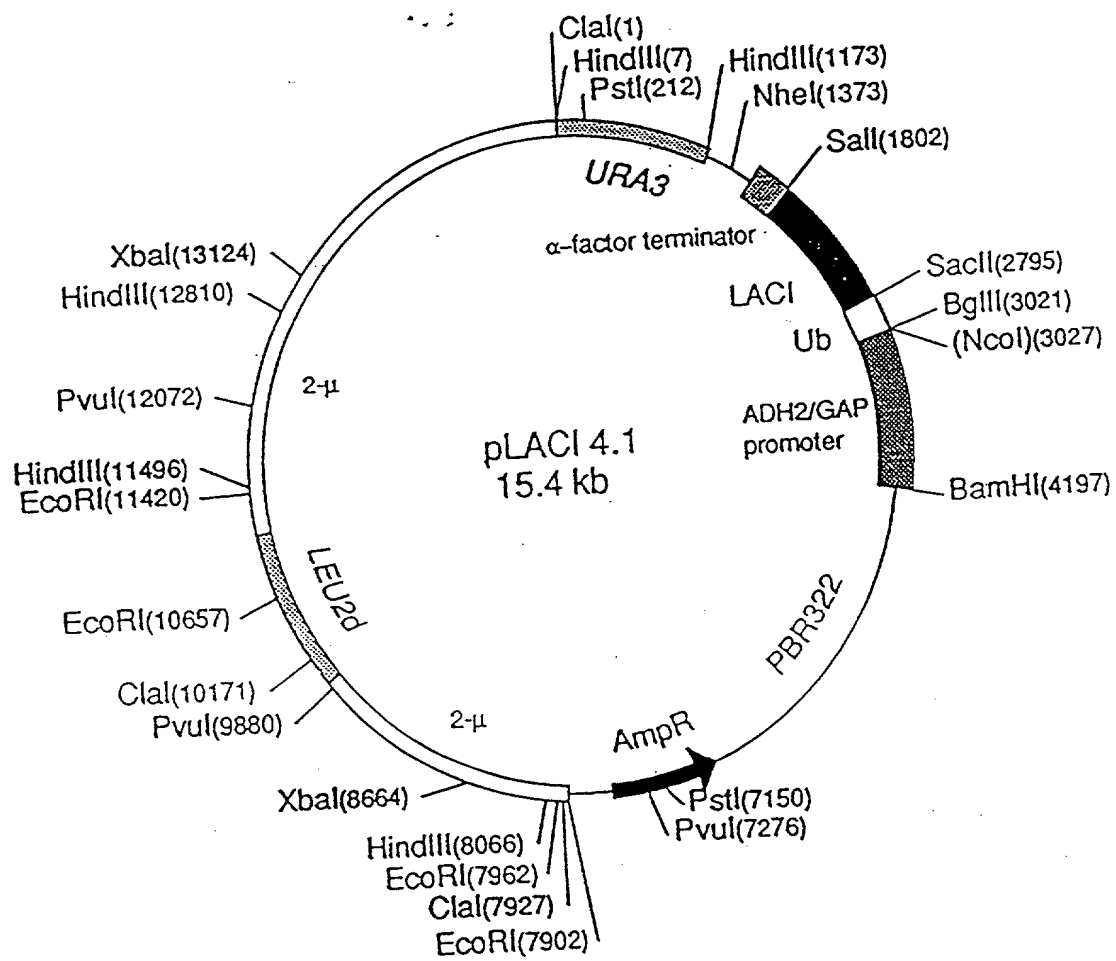 ClaI(1)
HindIII(7)
PstI(212)
HindIII(1173)
NheI(1373)
SalI(1802)
URA3
α-factor terminator
XbaI(13124)
HindIII(12810)
LACI
SacII(2795)
BglII(3021)
(NcoI)(3027)
Ub
PvuI(12072)
2-μ
ADH2/GAP
promoter
pLACI 4.1
15.4 kb
HindIII(11496)
EcoRI(11420)
BamHI(4197)
LEU2d
EcoRI(10657)
PBR322
ClaI(10171)
PvuI(9880)
2-μ
AmpR
XbaI(8664)
PstI(7150)
PvuI(7276)
HindIII(8066)
EcoRI(7962)
ClaI(7927)
EcoRI(7902)